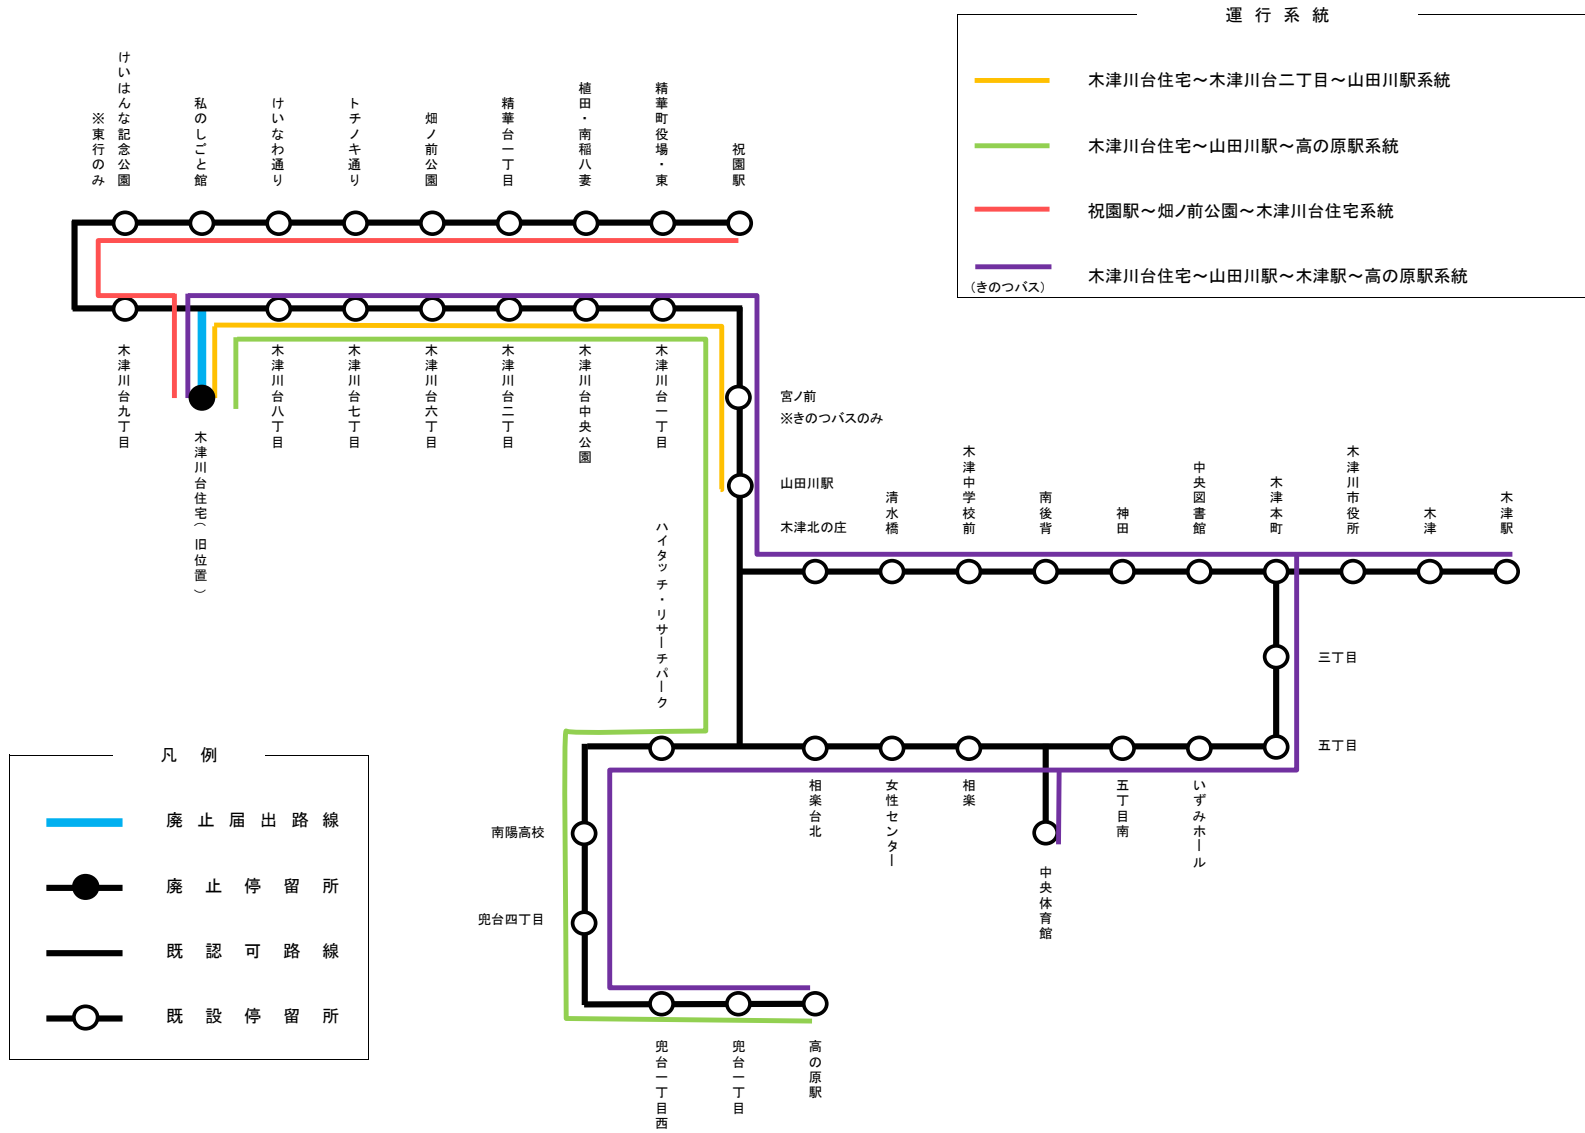 運行系統
木津川台住宅～木津川台二丁目～山田川駅系統
木津川台住宅～山田川駅～高の原駅系統
祝園駅～畑ノ前公園～木津川台住宅系統
木津川台住宅～山田川駅～木津駅～高の原駅系統
(きのつバス)
※東行のみ
けいはんな記念公園
私のしごと館
けいなわ通り
トチノキ通り
畑ノ前公園
精華台一丁目
植田・南稲八妻
精華町役場・東
祝園駅
木津川台九丁目
木津川台住宅(旧位置)
木津川台八丁目
木津川台七丁目
木津川台六丁目
木津川台二丁目
木津川台中央公園
木津川台一丁目
宮ノ前
※きのつバスのみ
山田川駅
木津北の庄
清水橋
木津中学校前
南後背
神田
中央図書館
木津本町
木津川市役所
木津
木津駅
三丁目
五丁目
ハイタッチ・リサーチパーク
相楽台北
女性センター
相楽
中央体育館
五丁目南
いずみホール
南陽高校
兜台四丁目
兜台一丁目西
兜台一丁目
高の原駅
凡例
廃止届出路線
廃止停留所
既認可路線
既設停留所